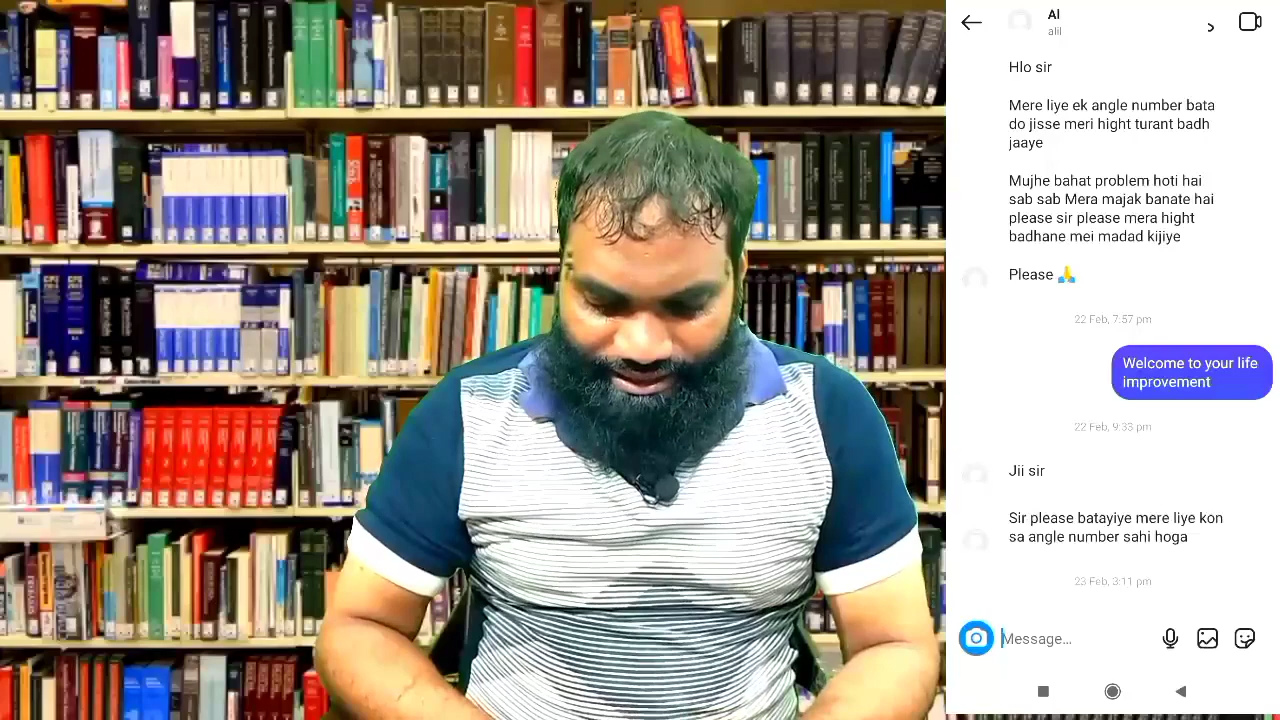 Al
alil
Hlo sir
Mere liye ek angle number bata
do jisse meri hight turant badh
jaaye
Mujhe bahat problem hoti hai
sab sab Mera majak banate hai
please sir please mera hight
badhane mei madad kijiye
Please 🙏
22 Feb, 7:57 pm
Welcome to your life
improvement
22 Feb, 9:33 pm
Jii sir
Sir please batayiye mere liye kon
sa angle number sahi hoga
23 Feb, 3:11 pm
Message...